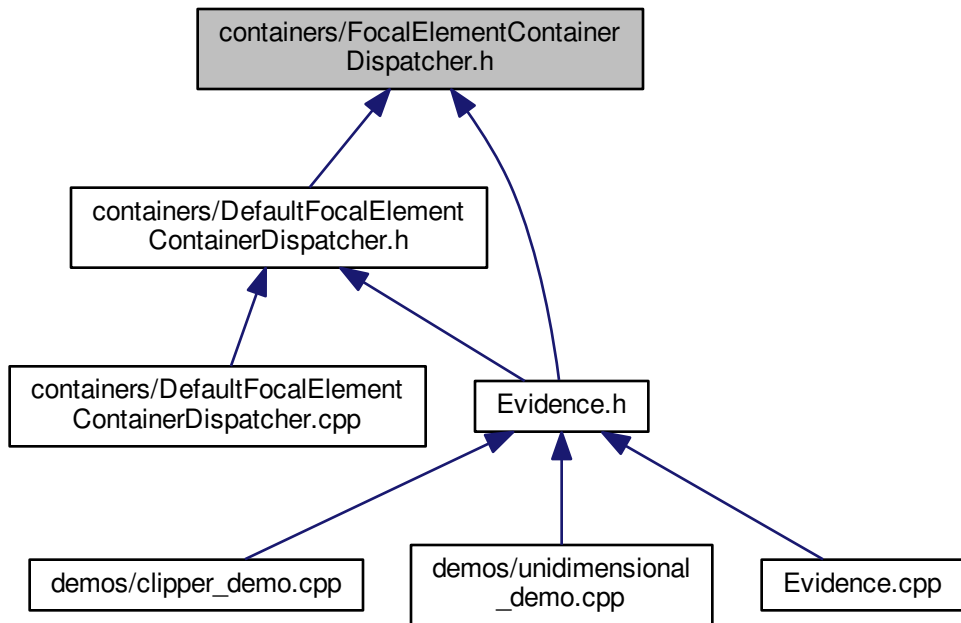 containers/FocalElementContainer
Dispatcher.h
containers/DefaultFocalElement
ContainerDispatcher.h
containers/DefaultFocalElement
ContainerDispatcher.cpp
Evidence.h
demos/clipper_demo.cpp
demos/unidimensional
_demo.cpp
Evidence.cpp